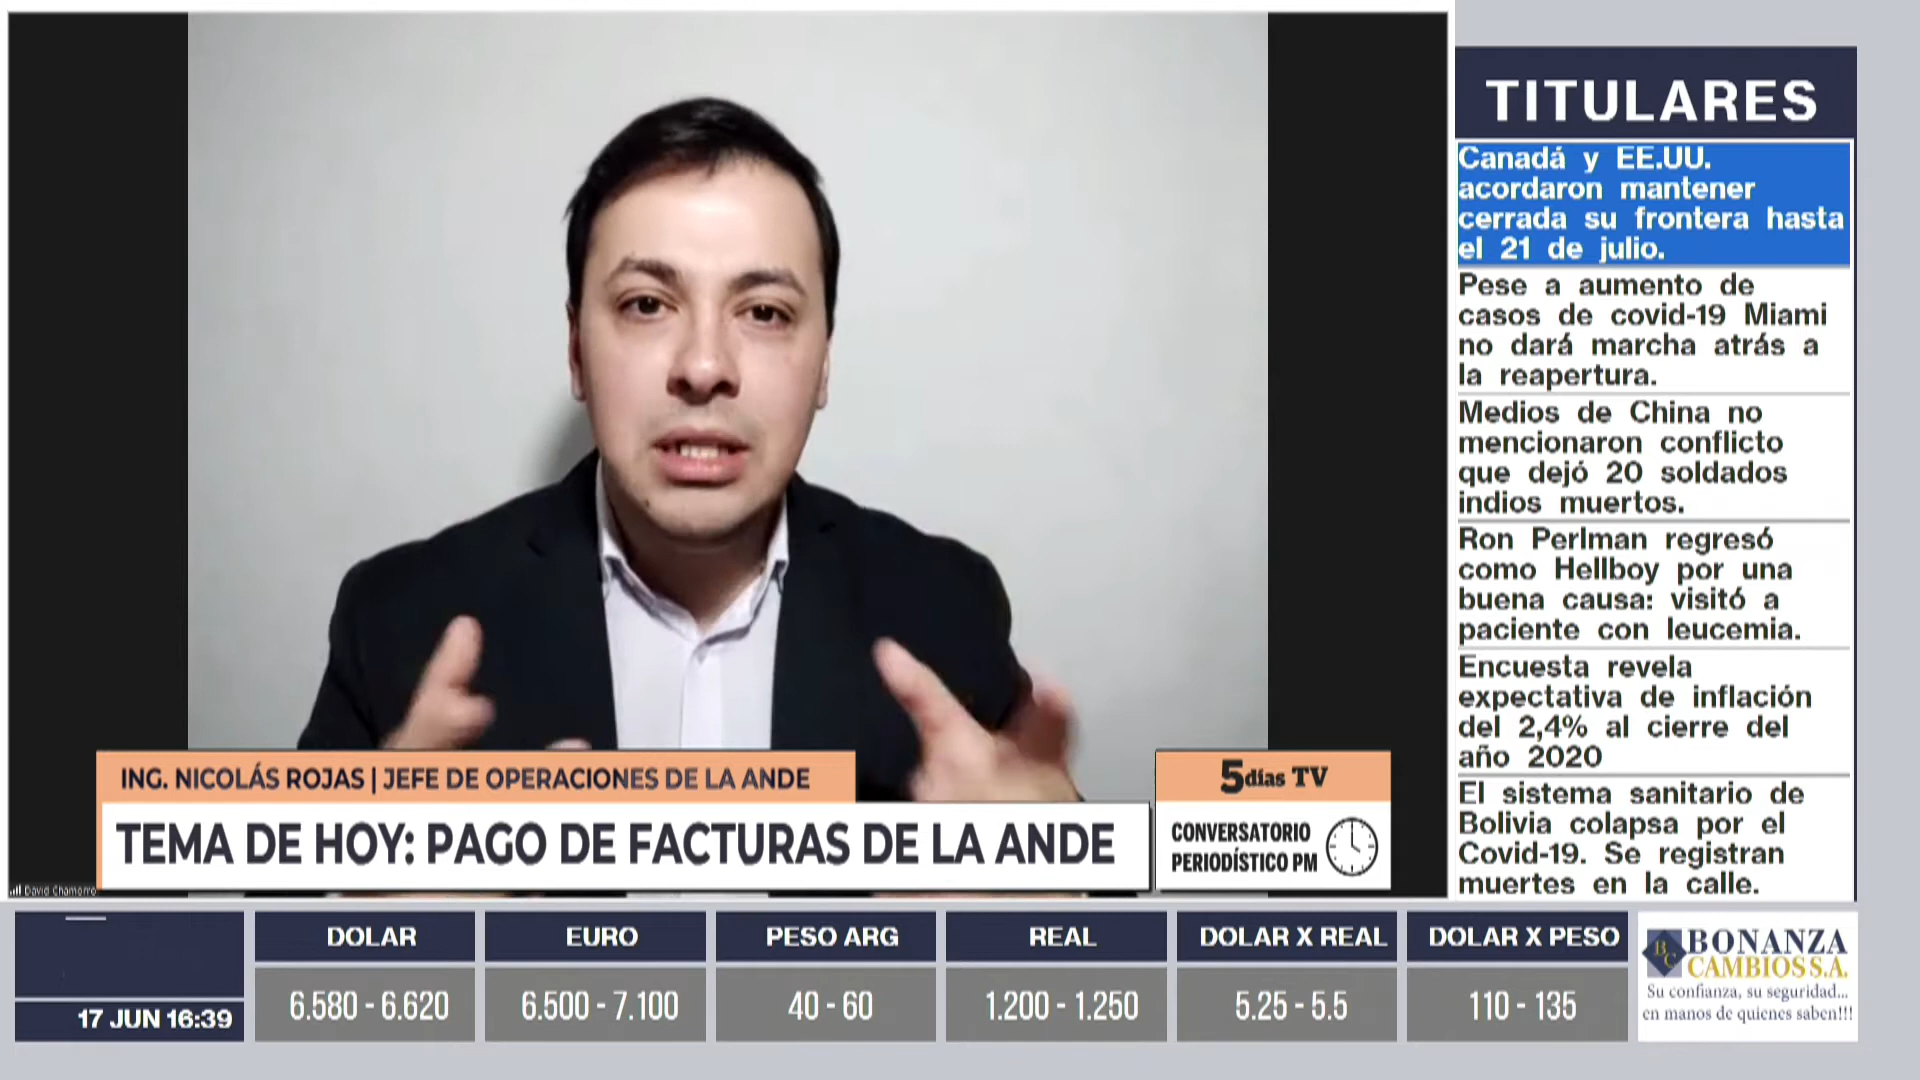 TITULARES
Canadá y EE.UU.
acordaron mantener
cerrada su frontera hasta
el 21 de julio.
Pese a aumento de
casos de covid-19 Miami
no dará marcha atrás a
la reapertura.
Medios de China no
mencionaron conflicto
que dejó 20 soldados
indios muertos.
Ron Perlman regresó
como Hellboy por una
buena causa: visitó a
paciente con leucemia.
Encuesta revela
expectativa de inflación
del 2,4% al cierre del
año 2020
El sistema sanitario de
Bolivia colapsa por el
Covid-19. Se registran
muertes en la calle.
ING. NICOLÁS ROJAS | JEFE DE OPERACIONES DE LA ANDE
TEMA DE HOY: PAGO DE FACTURAS DE LA ANDE
5días TV
CONVERSATORIO
PERIODÍSTICO PM
David Chamorro
17 JUN 16:39
DOLAR
6.580 - 6.620
EURO
6.500 - 7.100
PESO ARG
40 - 60
REAL
1.200 - 1.250
DOLAR X REAL
5.25 - 5.5
DOLAR X PESO
110 - 135
BC
BONANZA
CAMBIOS S.A.
Su confianza, su seguridad...
en manos de quienes saben!!!